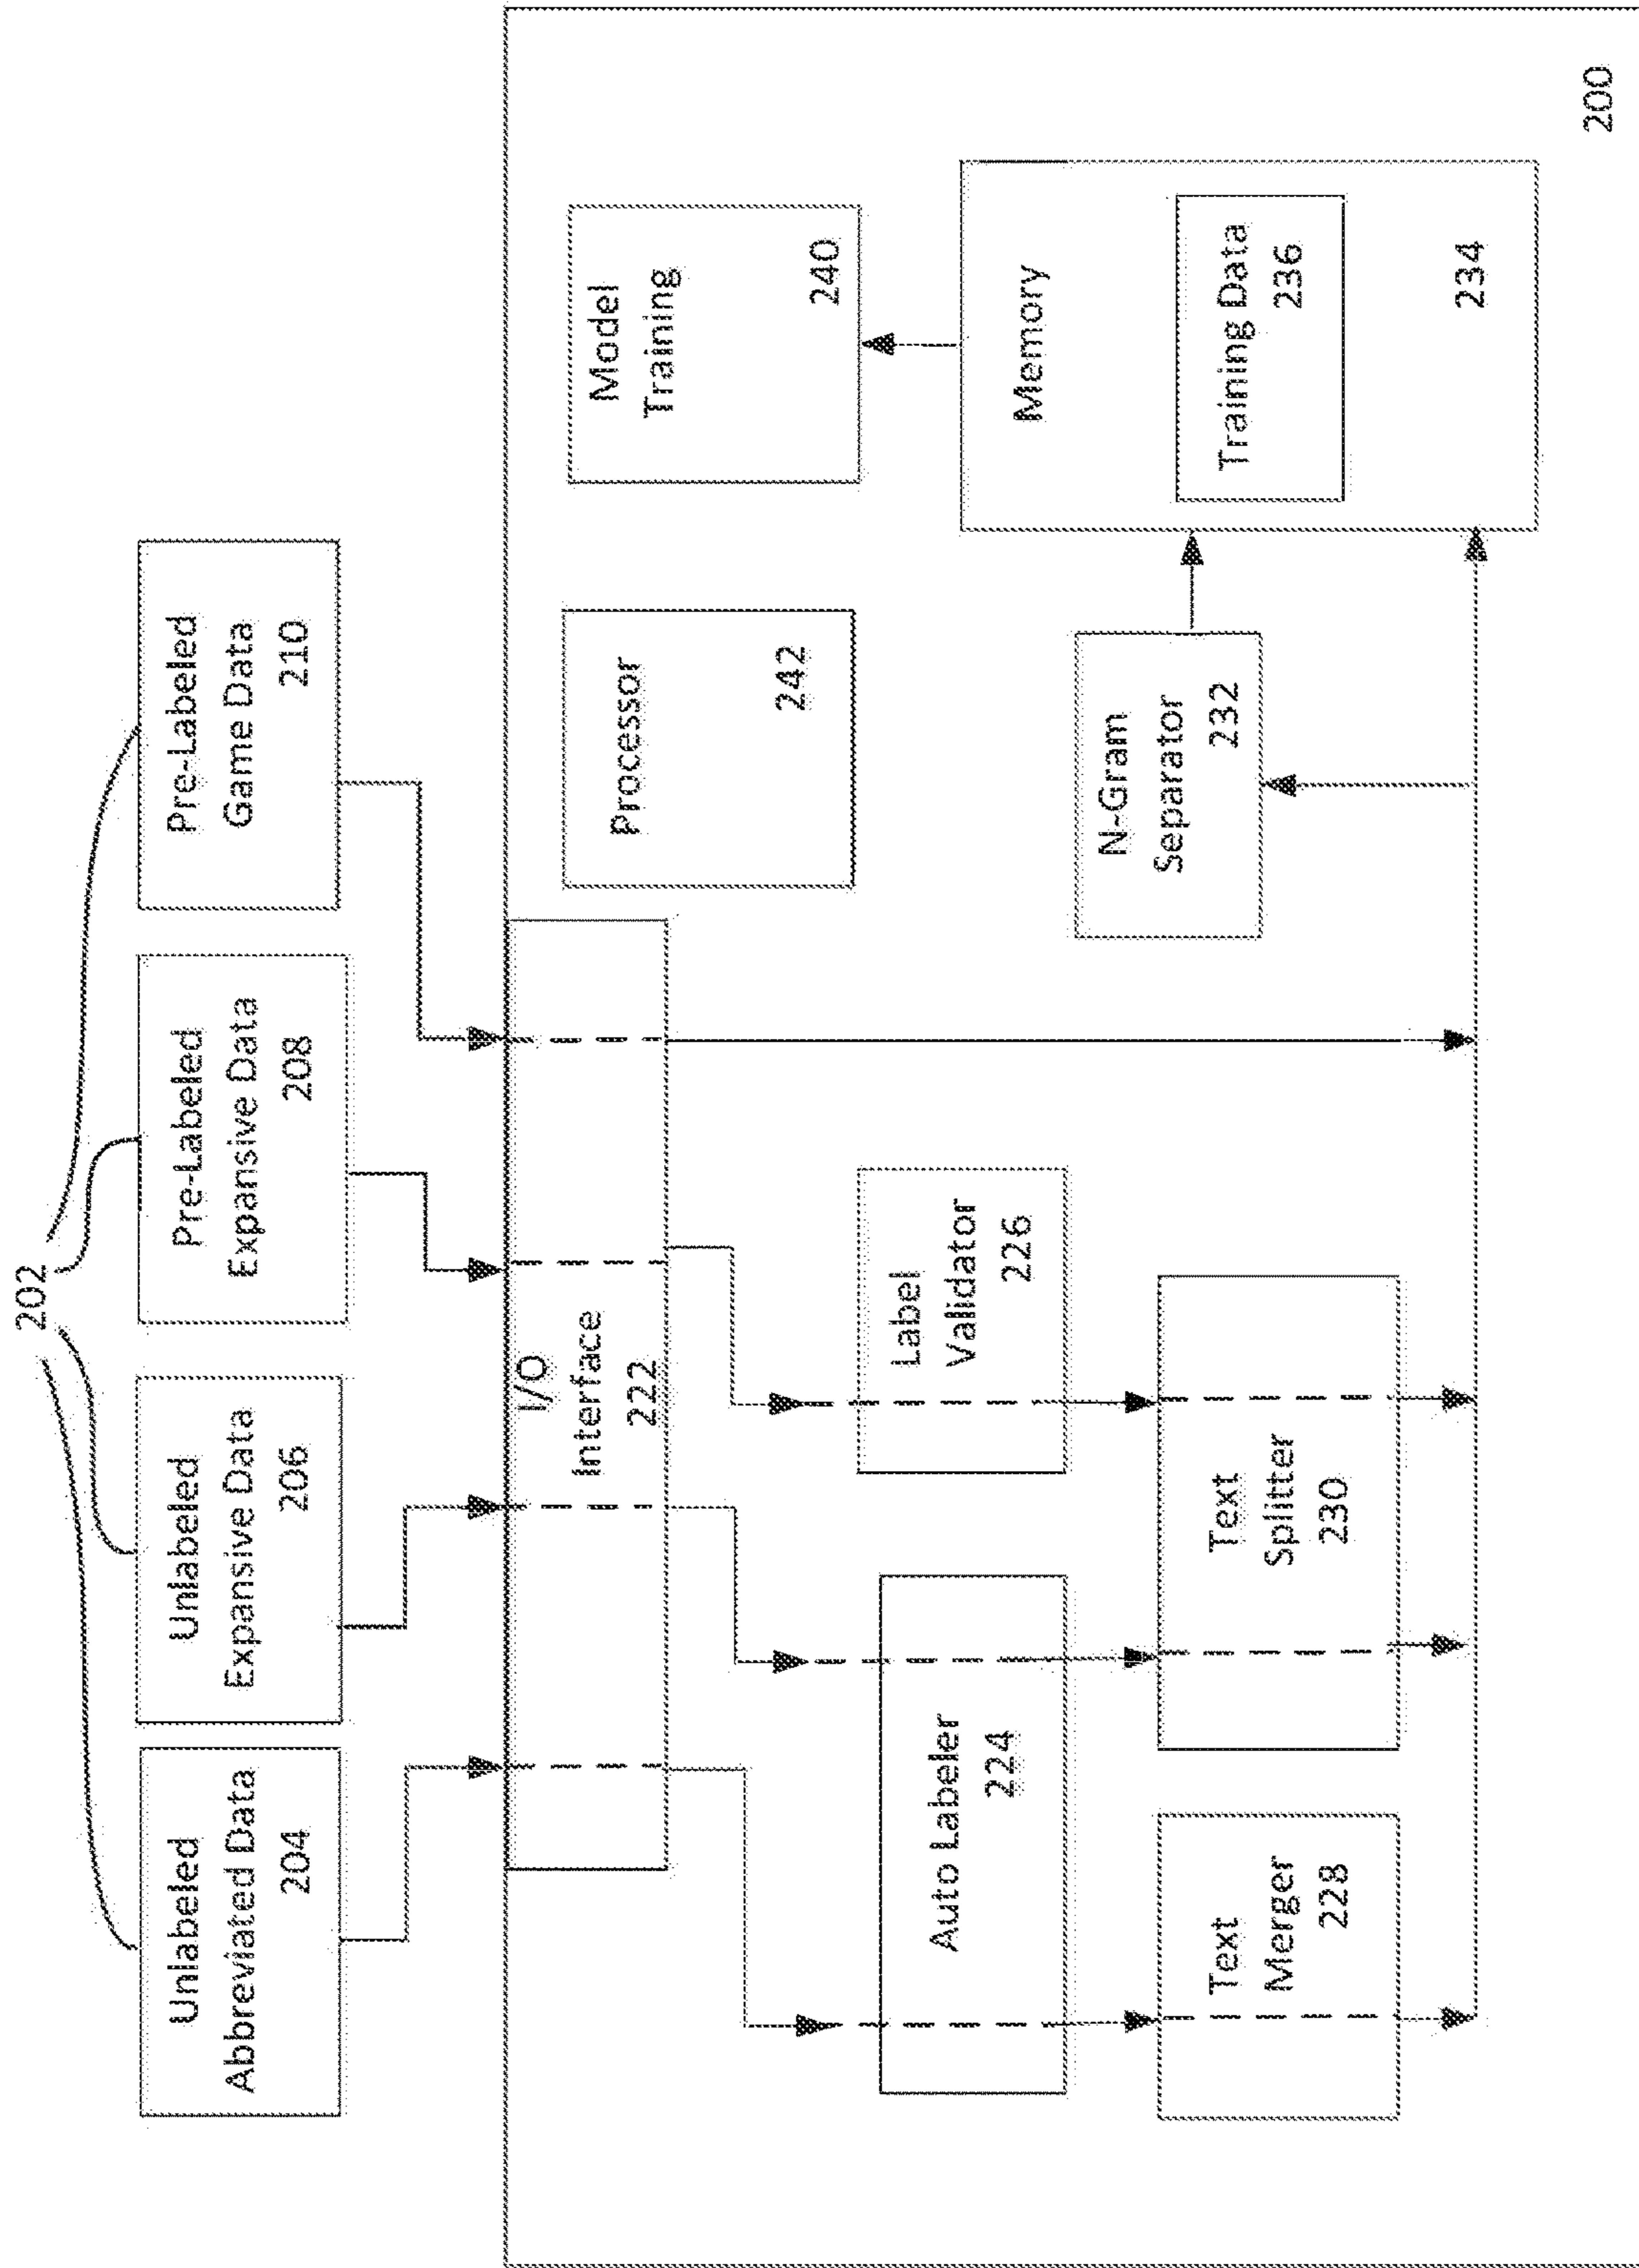 202
Unlabeled
Abbreviated Data
204
Unlabeled
Expansive Data
206
Pre-Labeled
Expansive Data
208
Pre-Labeled
Game Data
210
I/O
Interface
222
Processor
242
Model
Training
240
Auto Labeler
224
Label
Validator
226
Text
Merger
228
Text
Splitter
230
N-Gram
Separator
232
Memory
Training Data
236
234
200